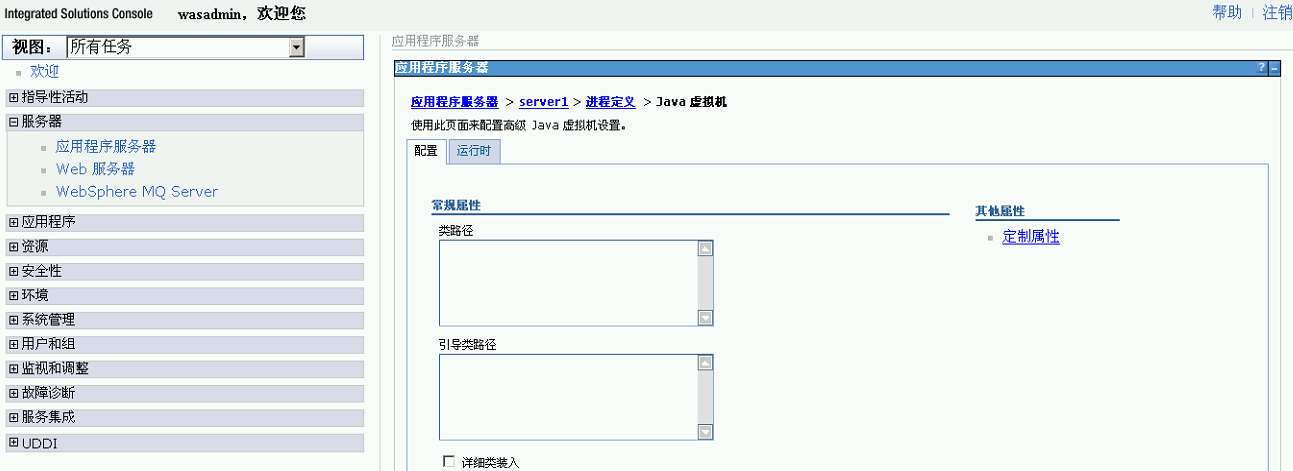 Integrated Solutions Console wasadmin，欢迎您 帮助 | 注销
视图： 所有任务
欢迎
指导性活动
服务器
应用程序服务器
Web 服务器
WebSphere MQ Server
应用程序
资源
安全性
环境
系统管理
用户和组
监视和调整
故障诊断
服务集成
UDDI
应用程序服务器
应用程序服务器 ? –
应用程序服务器 > server1 > 进程定义 > Java 虚拟机
使用此页面来配置高级 Java 虚拟机设置。
配置 运行时
常规属性
类路径
引导类路径
详细类装入
其他属性
定制属性